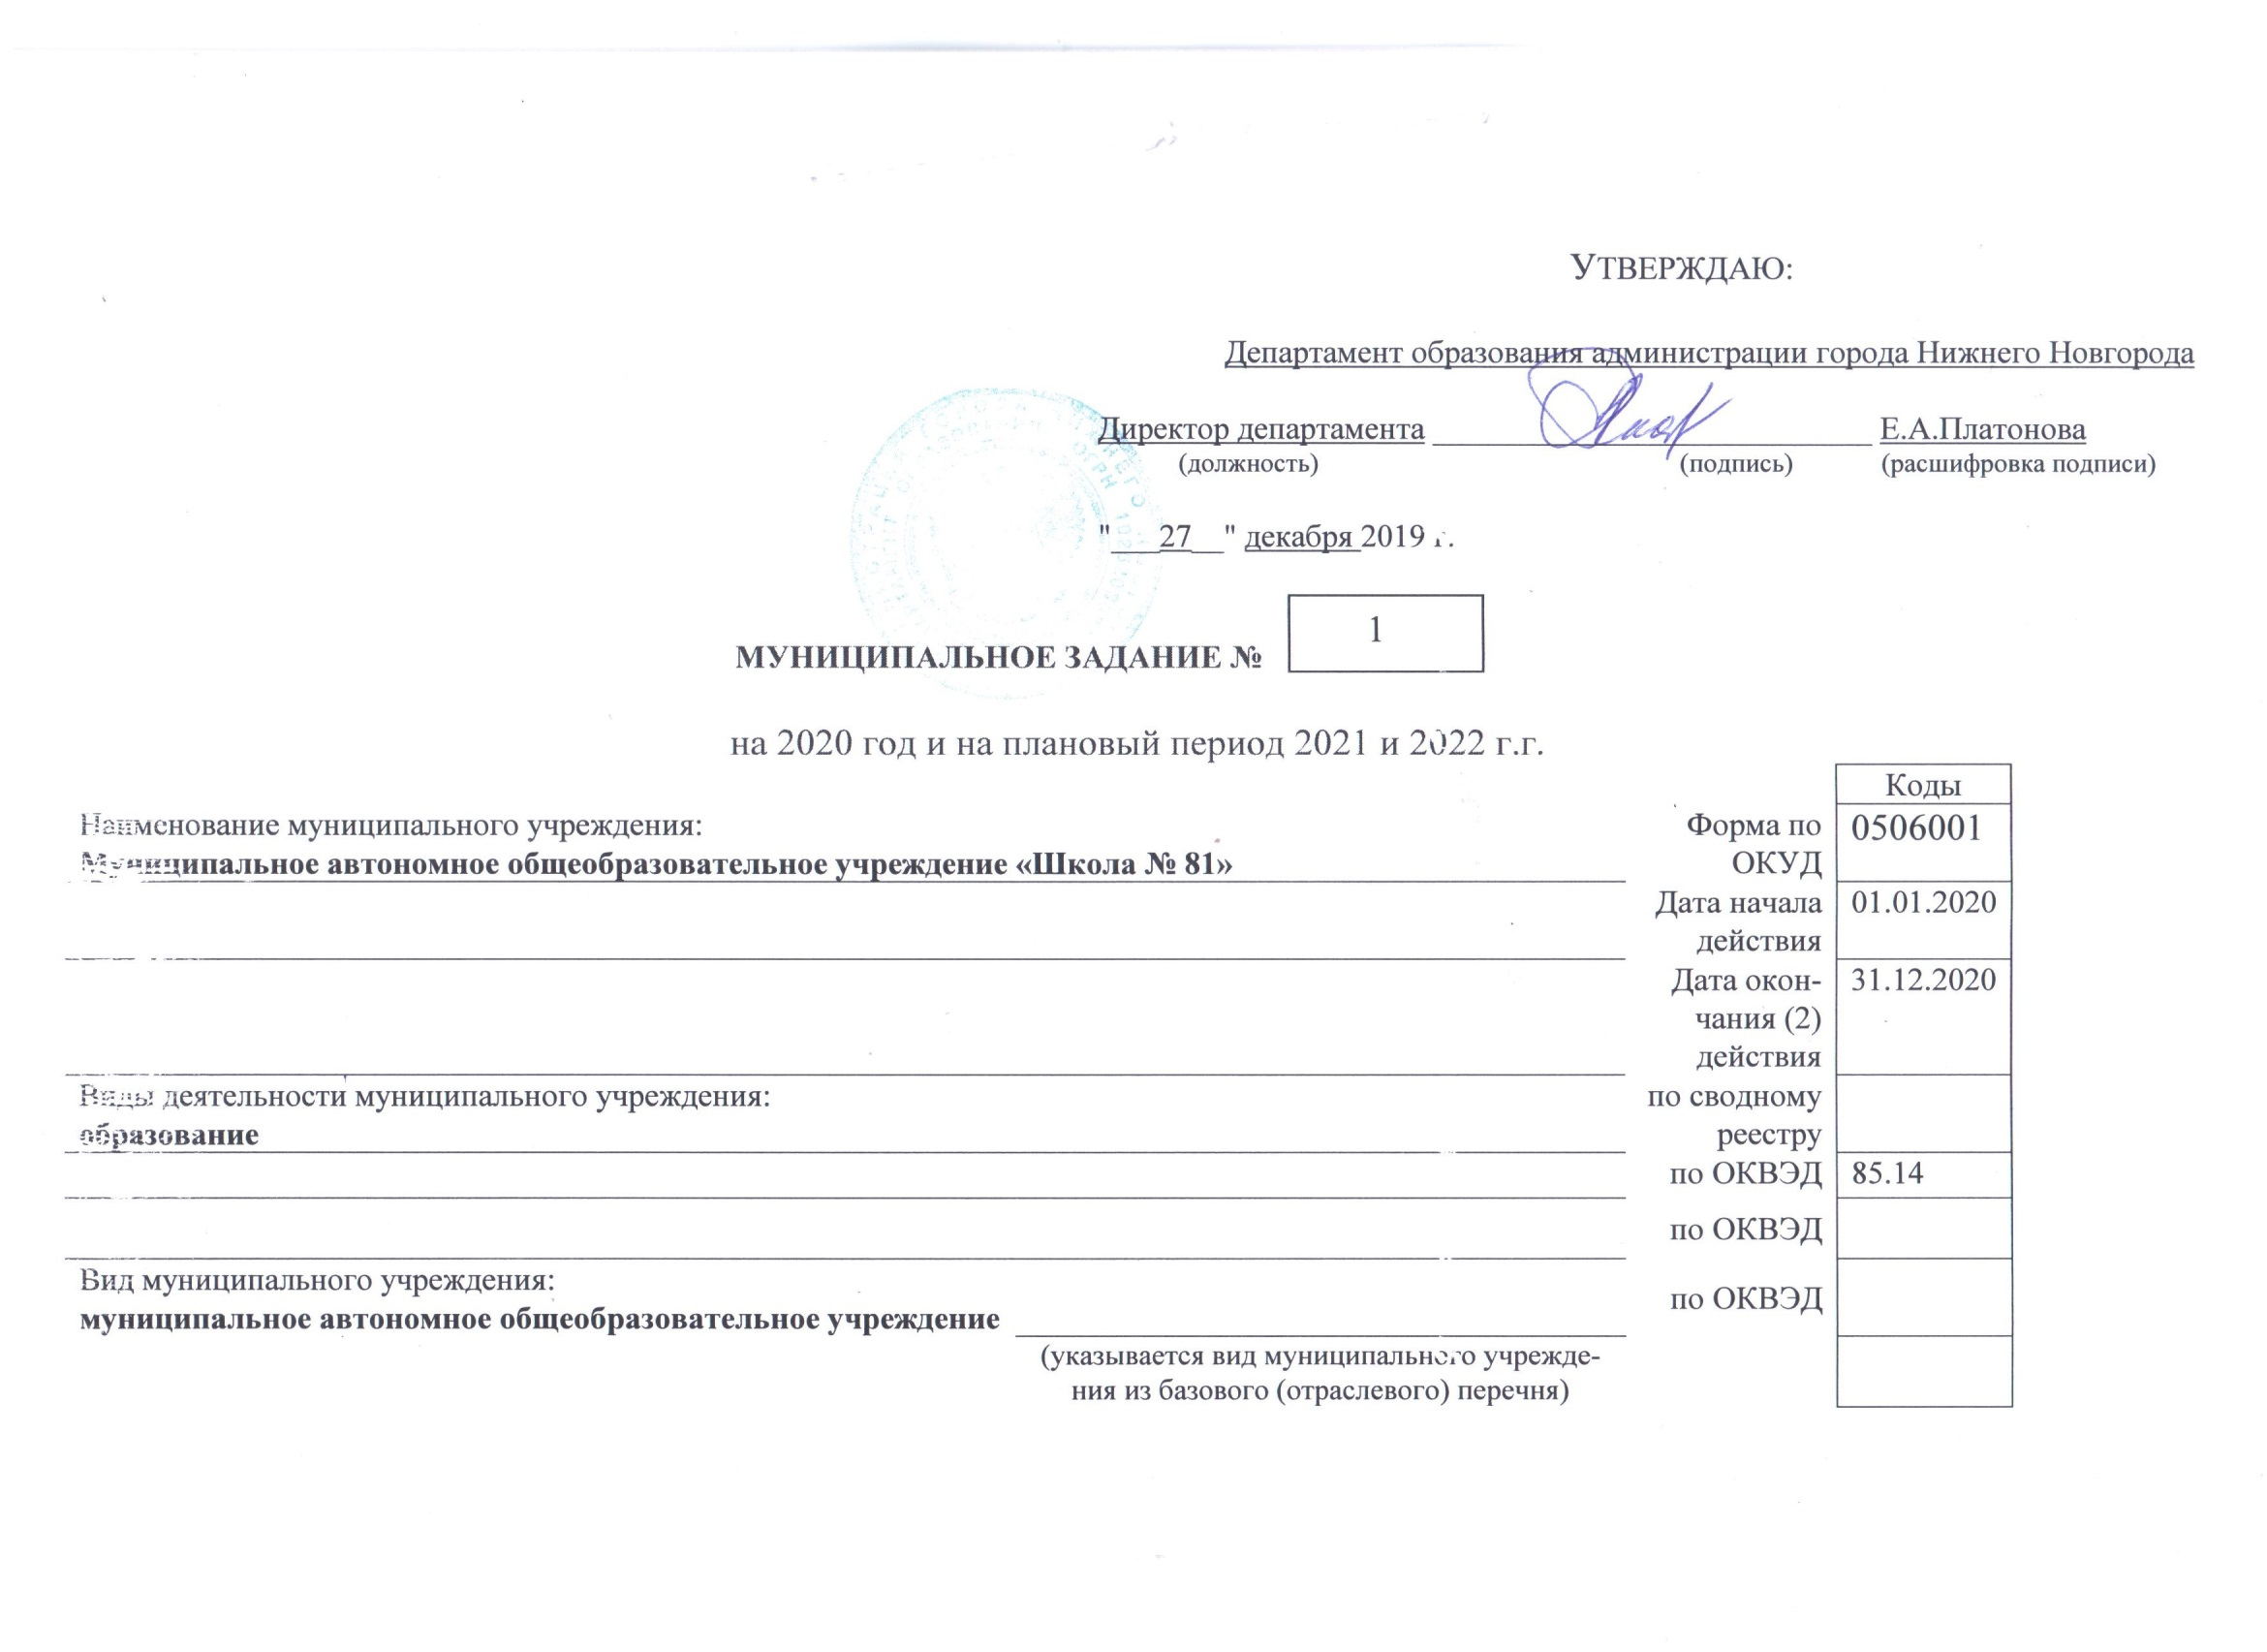 УТВЕРЖДАЮ:
Департамент образования администрации города Нижнего Новгорода
Директор департамента Е.А.Платонова
(должность) (подпись) (расшифровка подписи)
"___27__" декабря 2019 г.
МУНИЦИПАЛЬНОЕ ЗАДАНИЕ № 1
на 2020 год и на плановый период 2021 и 2022 г.г.
Коды
Наименование муниципального учреждения:
Муниципальное автономное общеобразовательное учреждение «Школа № 81»
Форма по
ОКУД
0506001
Дата начала
действия
01.01.2020
Дата окон-
чания (2)
действия
31.12.2020
Виды деятельности муниципального учреждения:
образование
по сводному
реестру
по ОКВЭД 85.14
по ОКВЭД
Вид муниципального учреждения:
муниципальное автономное общеобразовательное учреждение
по ОКВЭД
(указывается вид муниципального учрежде-
ния из базового (отраслевого) перечня)